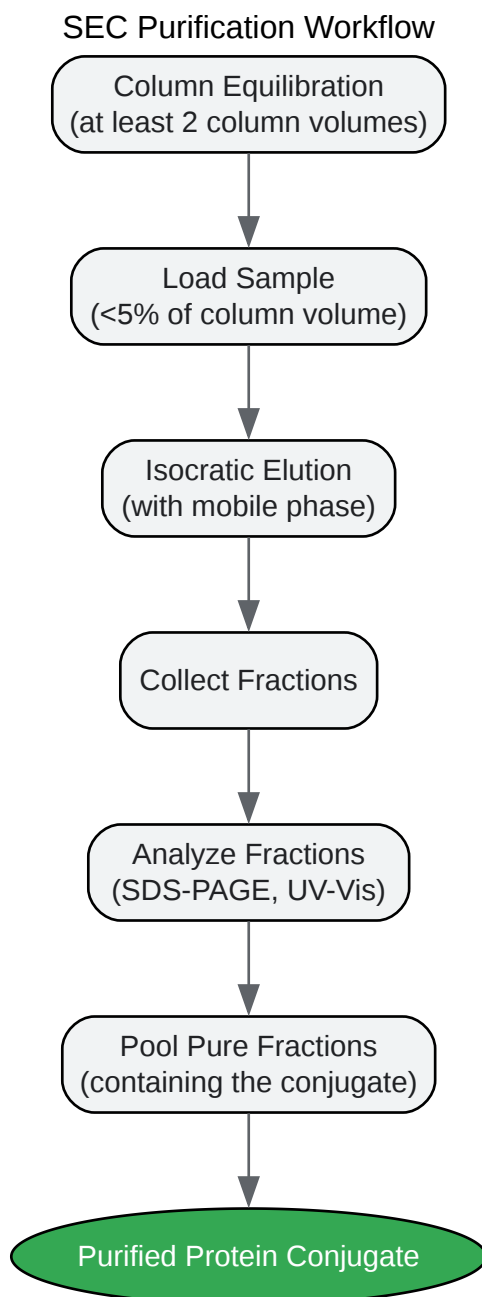 SEC Purification Workflow
Column Equilibration
(at least 2 column volumes)
Load Sample
(<5% of column volume)
Isocratic Elution
(with mobile phase)
Collect Fractions
Analyze Fractions
(SDS-PAGE, UV-Vis)
Pool Pure Fractions
(containing the conjugate)
Purified Protein Conjugate